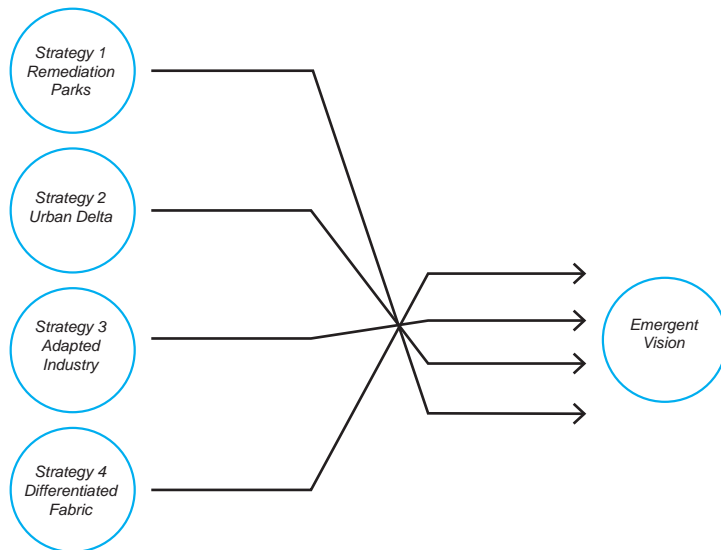 Strategy 1
Remediation
Parks
Strategy 2
Urban Delta
Strategy 3
Adapted
Industry
Strategy 4
Differentiated
Fabric
Emergent
Vision